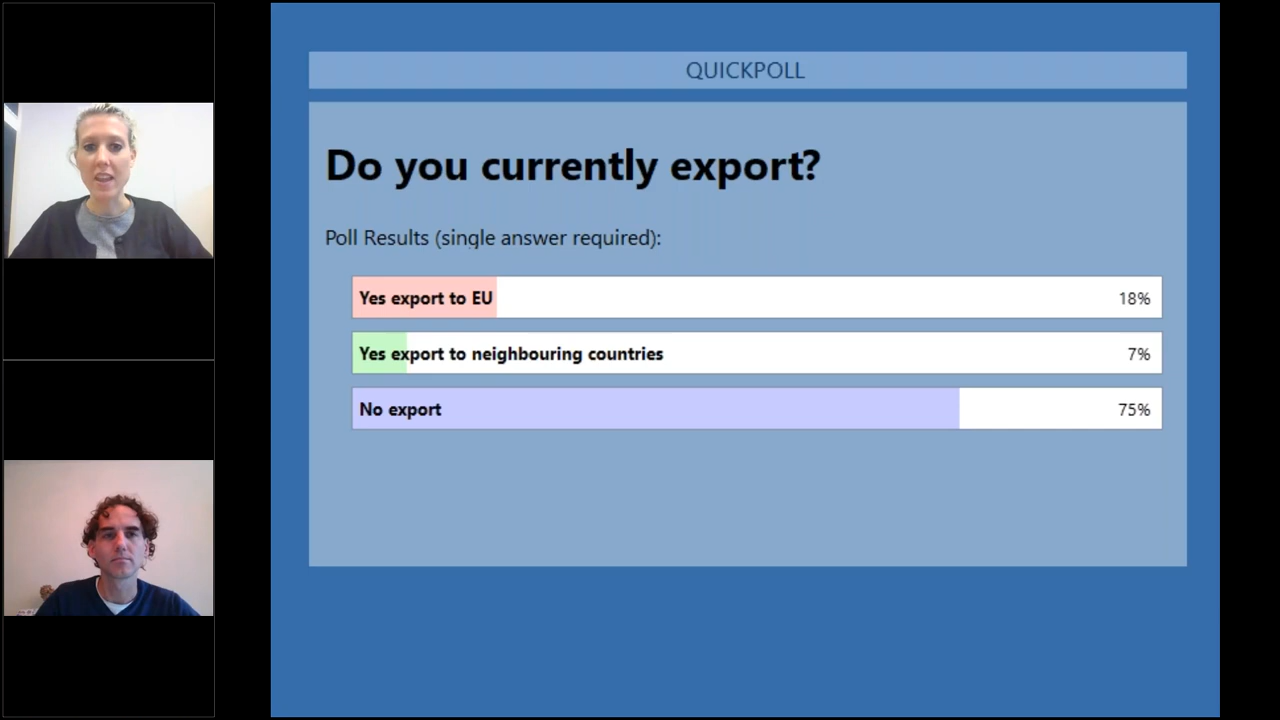 QUICKPOLL
Do you currently export?
Poll Results (single answer required):
Yes export to EU 18%
Yes export to neighbouring countries 7%
No export 75%